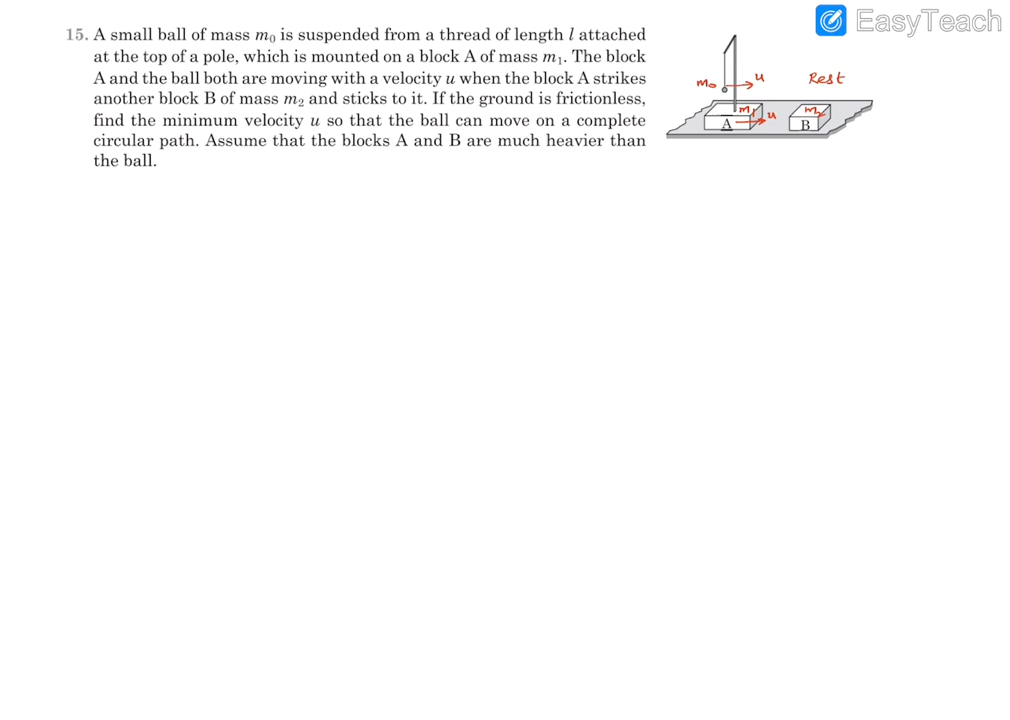 EasyTeach
15. A small ball of mass m₀ is suspended from a thread of length l attached
at the top of a pole, which is mounted on a block A of mass m₁. The block
A and the ball both are moving with a velocity u when the block A strikes
another block B of mass m₂ and sticks to it. If the ground is frictionless,
find the minimum velocity u so that the ball can move on a complete
circular path. Assume that the blocks A and B are much heavier than
the ball.
m₀ u Rest
m₁ u m₂
A B